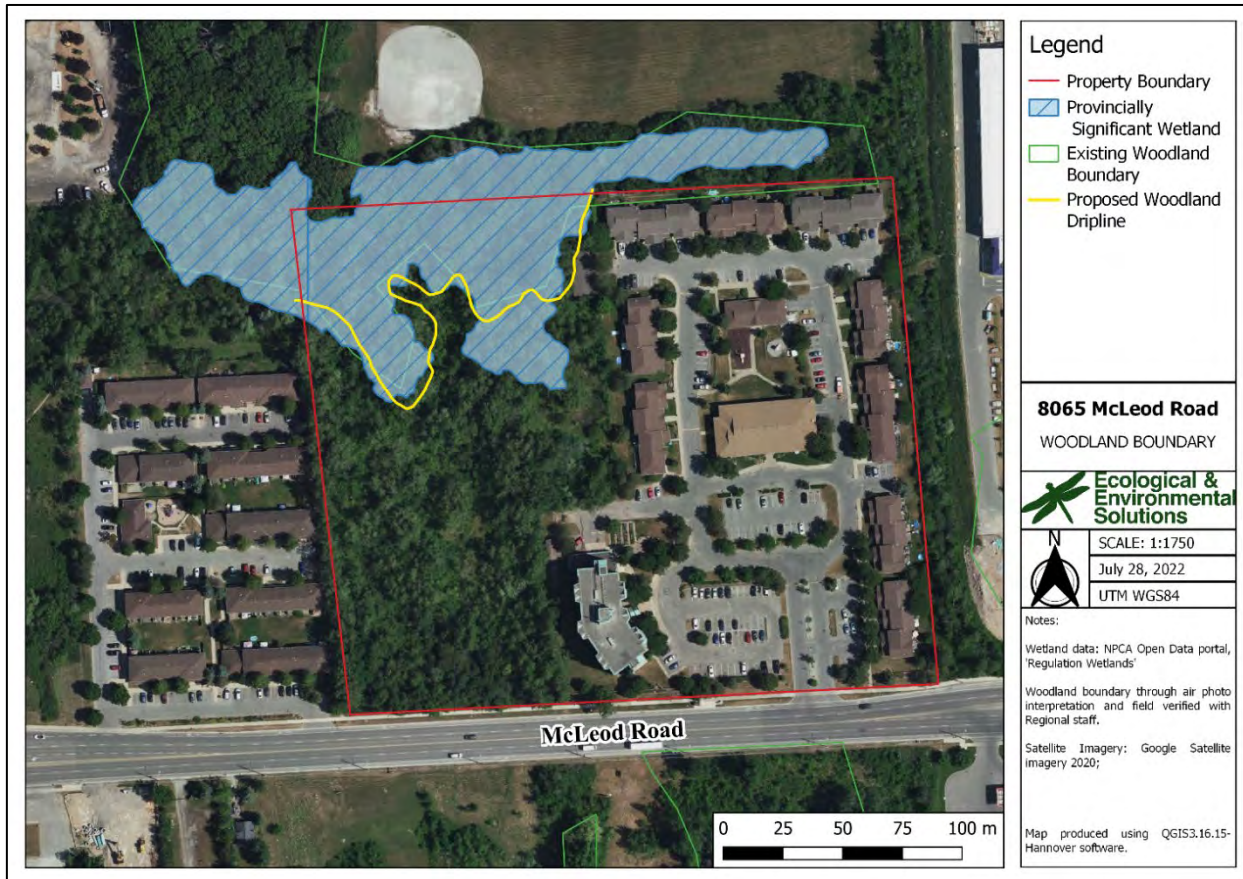 Legend
Property Boundary
Provincially
Significant Wetland
Existing Woodland
Boundary
Proposed Woodland
Dripline
8065 McLeod Road
WOODLAND BOUNDARY
Ecological &
Environmental
Solutions
N
SCALE: 1:1750
July 28, 2022
UTM WGS84
Notes:
Wetland data: NPCA Open Data portal,
'Regulation Wetlands'
Woodland boundary through air photo
interpretation and field verified with
Regional staff.
Satellite Imagery: Google Satellite
imagery 2020;
Map produced using QGIS3.16.15-
Hannover software.
McLeod Road
0 25 50 75 100 m